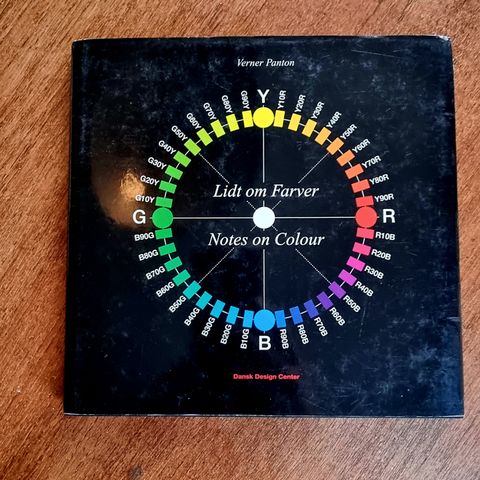 Verner Panton
Y
Y10R
Y20R
Y30R
Y40R
Y50R
Y60R
Y70R
Y80R
Y90R
R
R10B
R20B
R30B
R40B
R50B
R60B
R70B
R80B
R90B
B
B10G
B20G
B30G
B40G
B50G
B60G
B70G
B80G
B90G
G
G10Y
G20Y
G30Y
G40Y
G50Y
G60Y
G70Y
G80Y
G90Y
Lidt om Farver
Notes on Colour
Dansk Design Center